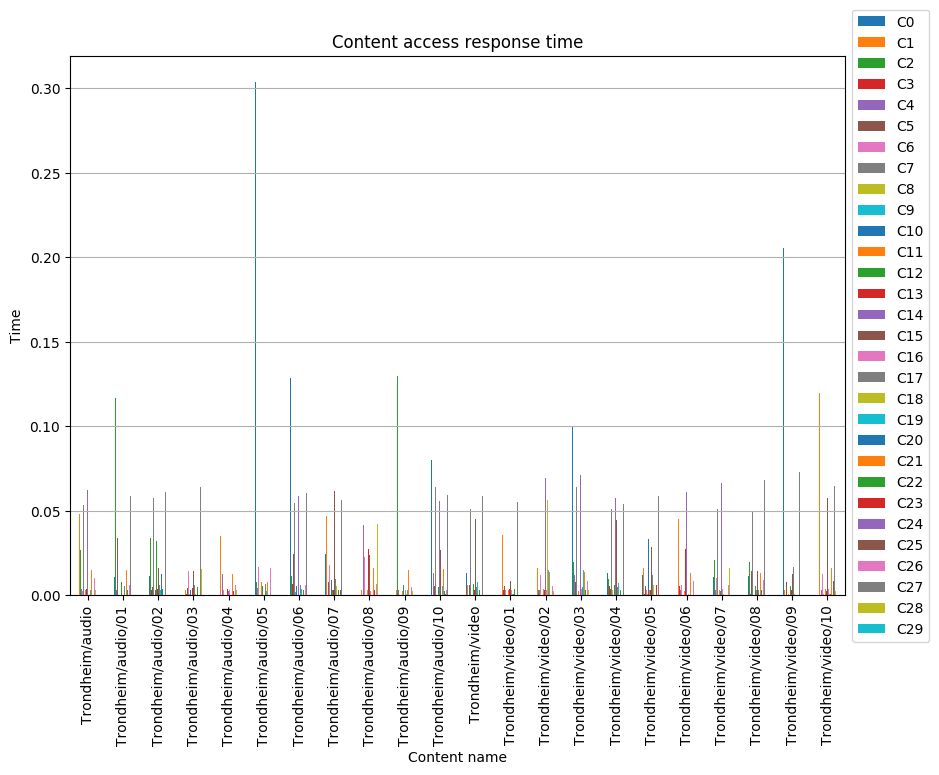 Content access response time
Time
0.30
0.25
0.20
0.15
0.10
0.05
0.00
Trondheim/audio
Trondheim/audio/01
Trondheim/audio/02
Trondheim/audio/03
Trondheim/audio/04
Trondheim/audio/05
Trondheim/audio/06
Trondheim/audio/07
Trondheim/audio/08
Trondheim/audio/09
Trondheim/audio/10
Trondheim/video
Trondheim/video/01
Trondheim/video/02
Trondheim/video/03
Trondheim/video/04
Trondheim/video/05
Trondheim/video/06
Trondheim/video/07
Trondheim/video/08
Trondheim/video/09
Trondheim/video/10
Content name
C0
C1
C2
C3
C4
C5
C6
C7
C8
C9
C10
C11
C12
C13
C14
C15
C16
C17
C18
C19
C20
C21
C22
C23
C24
C25
C26
C27
C28
C29